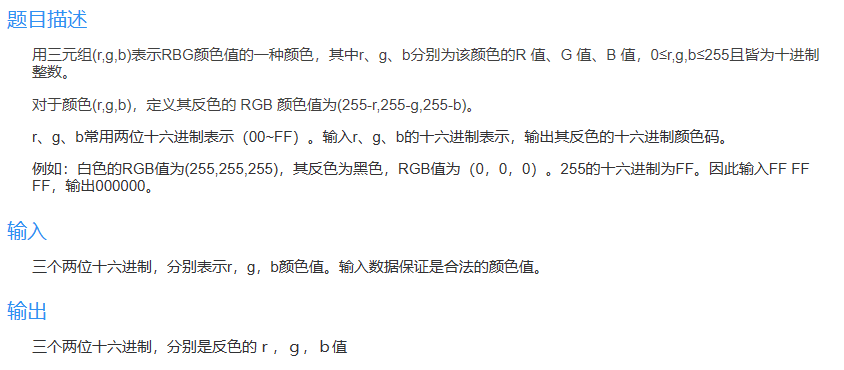 题目描述
用三元组(r,g,b)表示RBG颜色值的一种颜色，其中r、g、b分别为该颜色的R 值、G 值、B 值，0≤r,g,b≤255且皆为十进制
整数。
对于颜色(r,g,b)，定义其反色的 RGB 颜色值为(255-r,255-g,255-b)。
r、g、b常用两位十六进制表示（00~FF）。输入r、g、b的十六进制表示，输出其反色的十六进制颜色码。
例如：白色的RGB值为(255,255,255)，其反色为黑色，RGB值为（0，0，0）。255的十六进制为FF。因此输入FF FF
FF，输出000000。
输入
三个两位十六进制，分别表示r，g，b颜色值。输入数据保证是合法的颜色值。
输出
三个两位十六进制，分别是反色的ｒ，ｇ，ｂ值